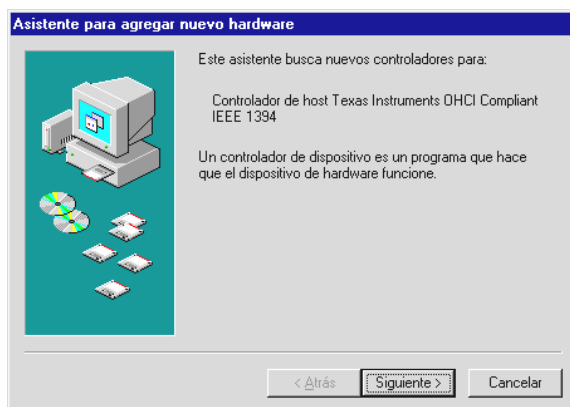 Asistente para agregar nuevo hardware
Este asistente busca nuevos controladores para:
Controlador de host Texas Instruments OHCI Compliant
IEEE 1394
Un controlador de dispositivo es un programa que hace
que el dispositivo de hardware funcione.
< Atrás
Siguiente >
Cancelar